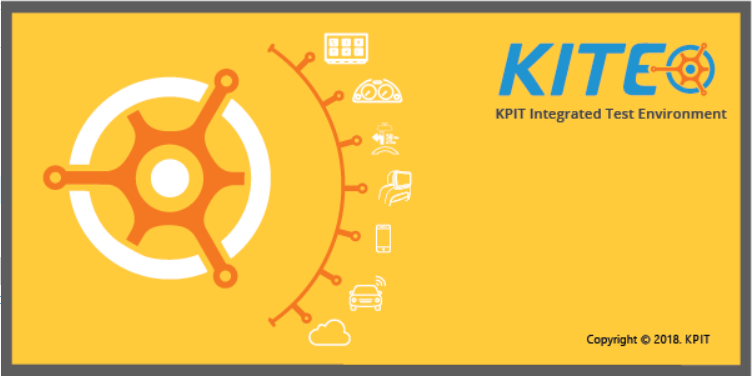 KITE
KPIT Integrated Test Environment
Copyright © 2018. KPIT